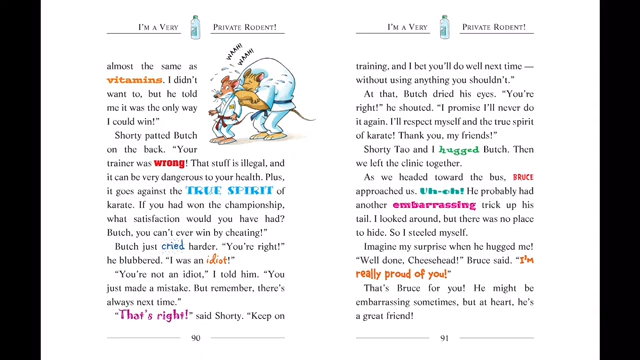 I'M A VERY PRIVATE RODENT!
WAAH!
WAAH!
almost the same as
vitamins. I didn't
want to, but he told
me it was the only way
I could win!"
Shorty patted Butch
on the back. "Your
trainer was wrong! That stuff is illegal, and
it can be very dangerous to your health. Plus,
it goes against the TRUE SPIRIT of
karate. If you had won the championship,
what satisfaction would you have had?
Butch, you can't ever win by cheating!"
Butch just cried harder. "You're right!"
he blubbered. "I was an idiot!"
"You're not an idiot," I told him. "You
just made a mistake. But remember, there's
always next time."
"That's right!" said Shorty. "Keep on
90
I'M A VERY PRIVATE RODENT!
training, and I bet you'll do well next time —
without using anything you shouldn't."
At that, Butch dried his eyes. "You're
right!" he shouted. "I promise I'll never do
it again. I'll respect myself and the true spirit
of karate! Thank you, my friends!"
Shorty Tao and I hugged Butch. Then
we left the clinic together.
As we headed toward the bus, BRUCE
approached us. Uh-oh! He probably had
another embarrassing trick up his
tail. I looked around, but there was no place
to hide. So I steeled myself.
Imagine my surprise when he hugged me!
"Well done, Cheesehead!" Bruce said. "I'm
really proud of you!"
That's Bruce for you! He might be
embarrassing sometimes, but at heart, he's
a great friend!
91